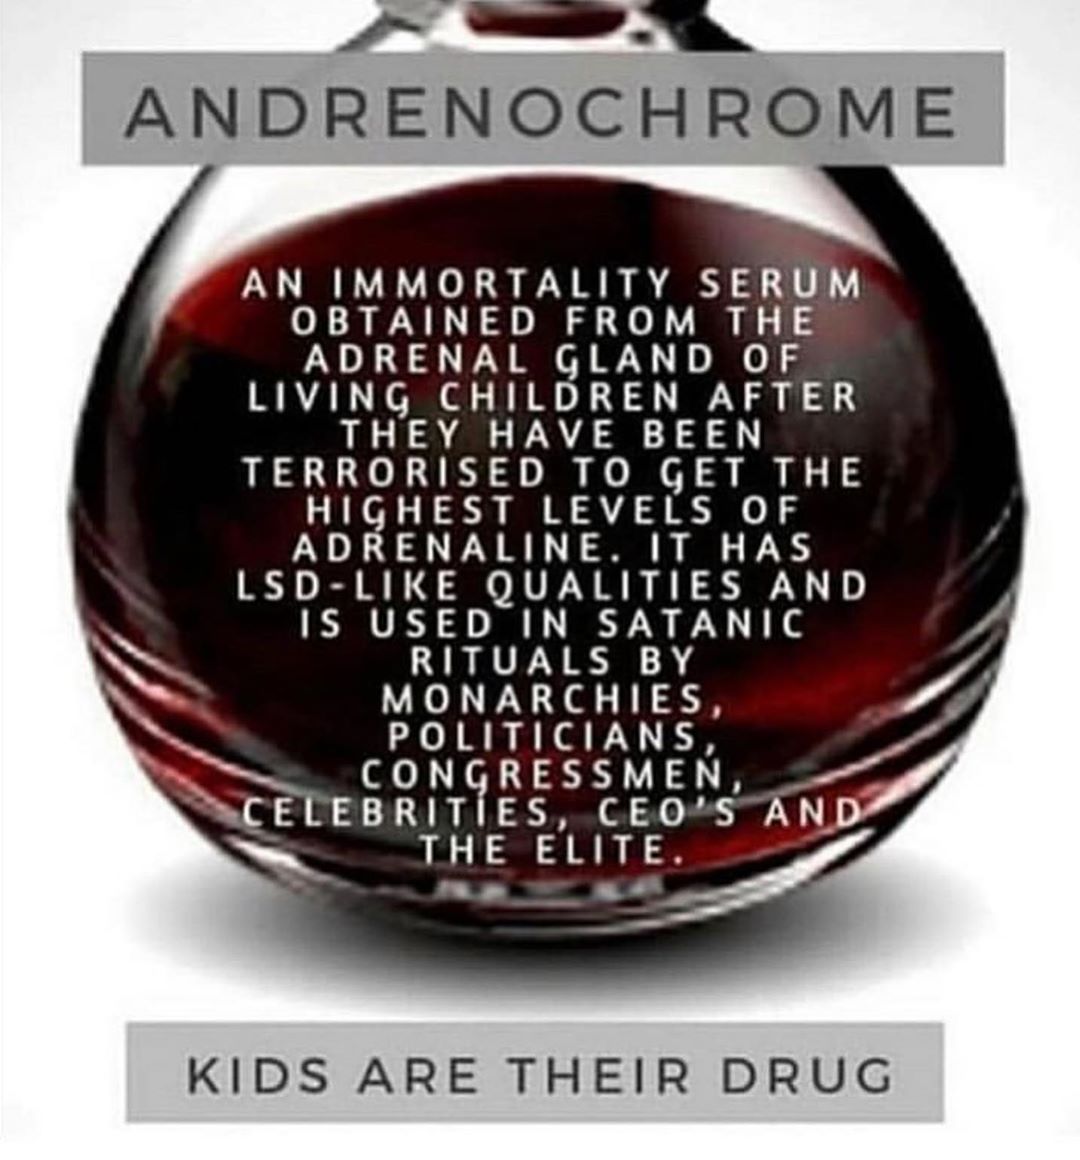 ANDRENOCHROME
AN IMMORTALITY SERUM
OBTAINED FROM THE
ADRENAL GLAND OF
LIVING CHILDREN AFTER
THEY HAVE BEEN
TERRORISED TO GET THE
HIGHEST LEVELS OF
ADRENALINE. IT HAS
LSD-LIKE QUALITIES AND
IS USED IN SATANIC
RITUALS BY
MONARCHIES,
POLITICIANS,
CONGRESSMEN,
CELEBRITIES, CEO'S AND
THE ELITE.
KIDS ARE THEIR DRUG